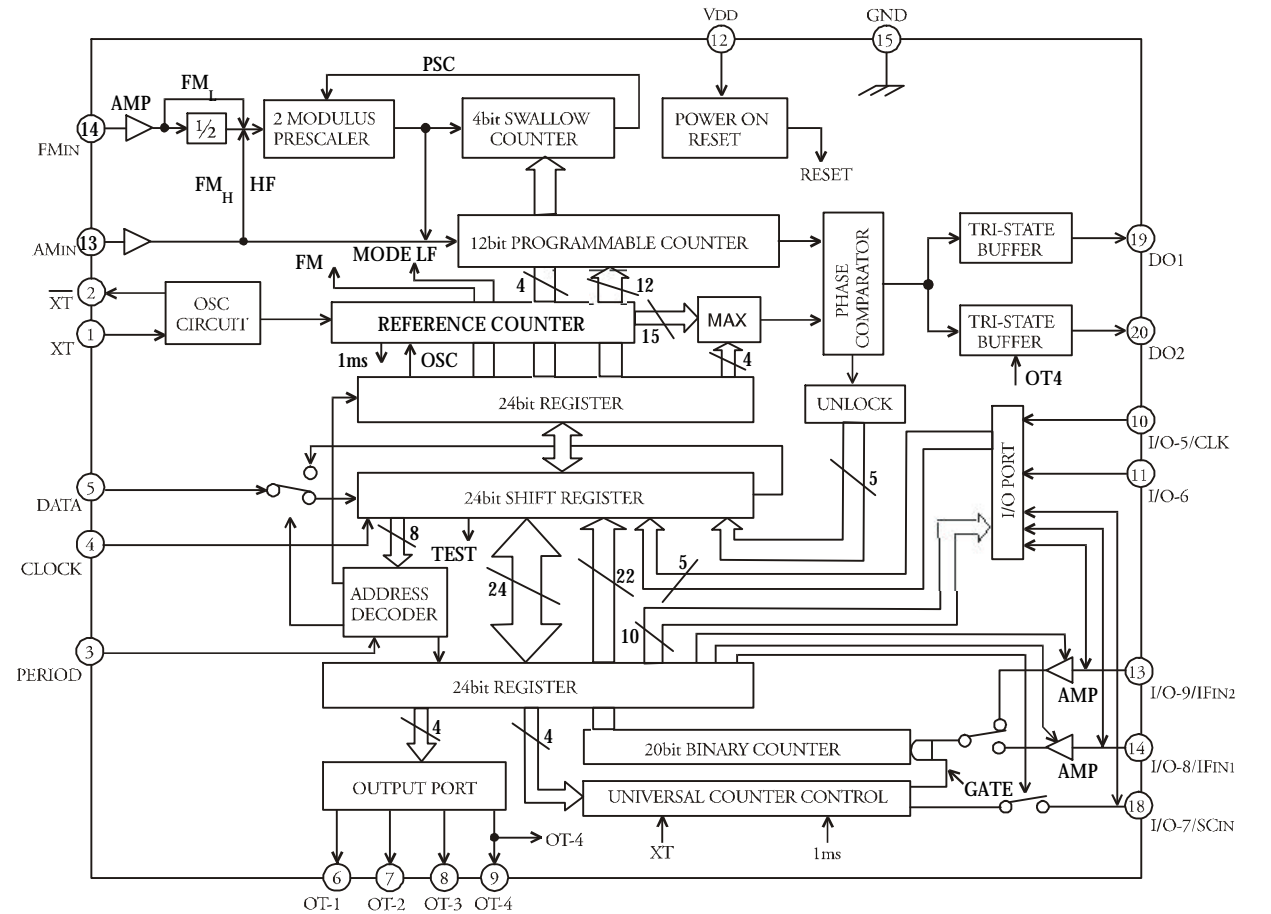 VDD
GND
12
15
PSC
FML
AMP
14
FMIN
1/2
2 MODULUS
PRESCALER
4bit SWALLOW
COUNTER
POWER ON
RESET
RESET
FMH HF
13
AMIN
MODE LF
FM
12bit PROGRAMMABLE COUNTER
PHASE
COMPARATOR
TRI-STATE
BUFFER
19
DO1
XT
2
OSC
CIRCUIT
4
12
REFERENCE COUNTER
15
MAX
TRI-STATE
BUFFER
20
DO2
1
XT
1ms
OSC
4
OT4
24bit REGISTER
UNLOCK
10
I/O-5/CLK
I/O PORT
11
I/O-6
5
DATA
24bit SHIFT REGISTER
5
4
CLOCK
8
TEST
24
22
5
ADDRESS
DECODER
10
3
PERIOD
24bit REGISTER
AMP
13
I/O-9/IFIN2
4
4
20bit BINARY COUNTER
AMP
14
I/O-8/IFIN1
OUTPUT PORT
UNIVERSAL COUNTER CONTROL
GATE
18
I/O-7/SCIN
OT-4
XT
1ms
6
7
8
9
OT-1
OT-2
OT-3
OT-4